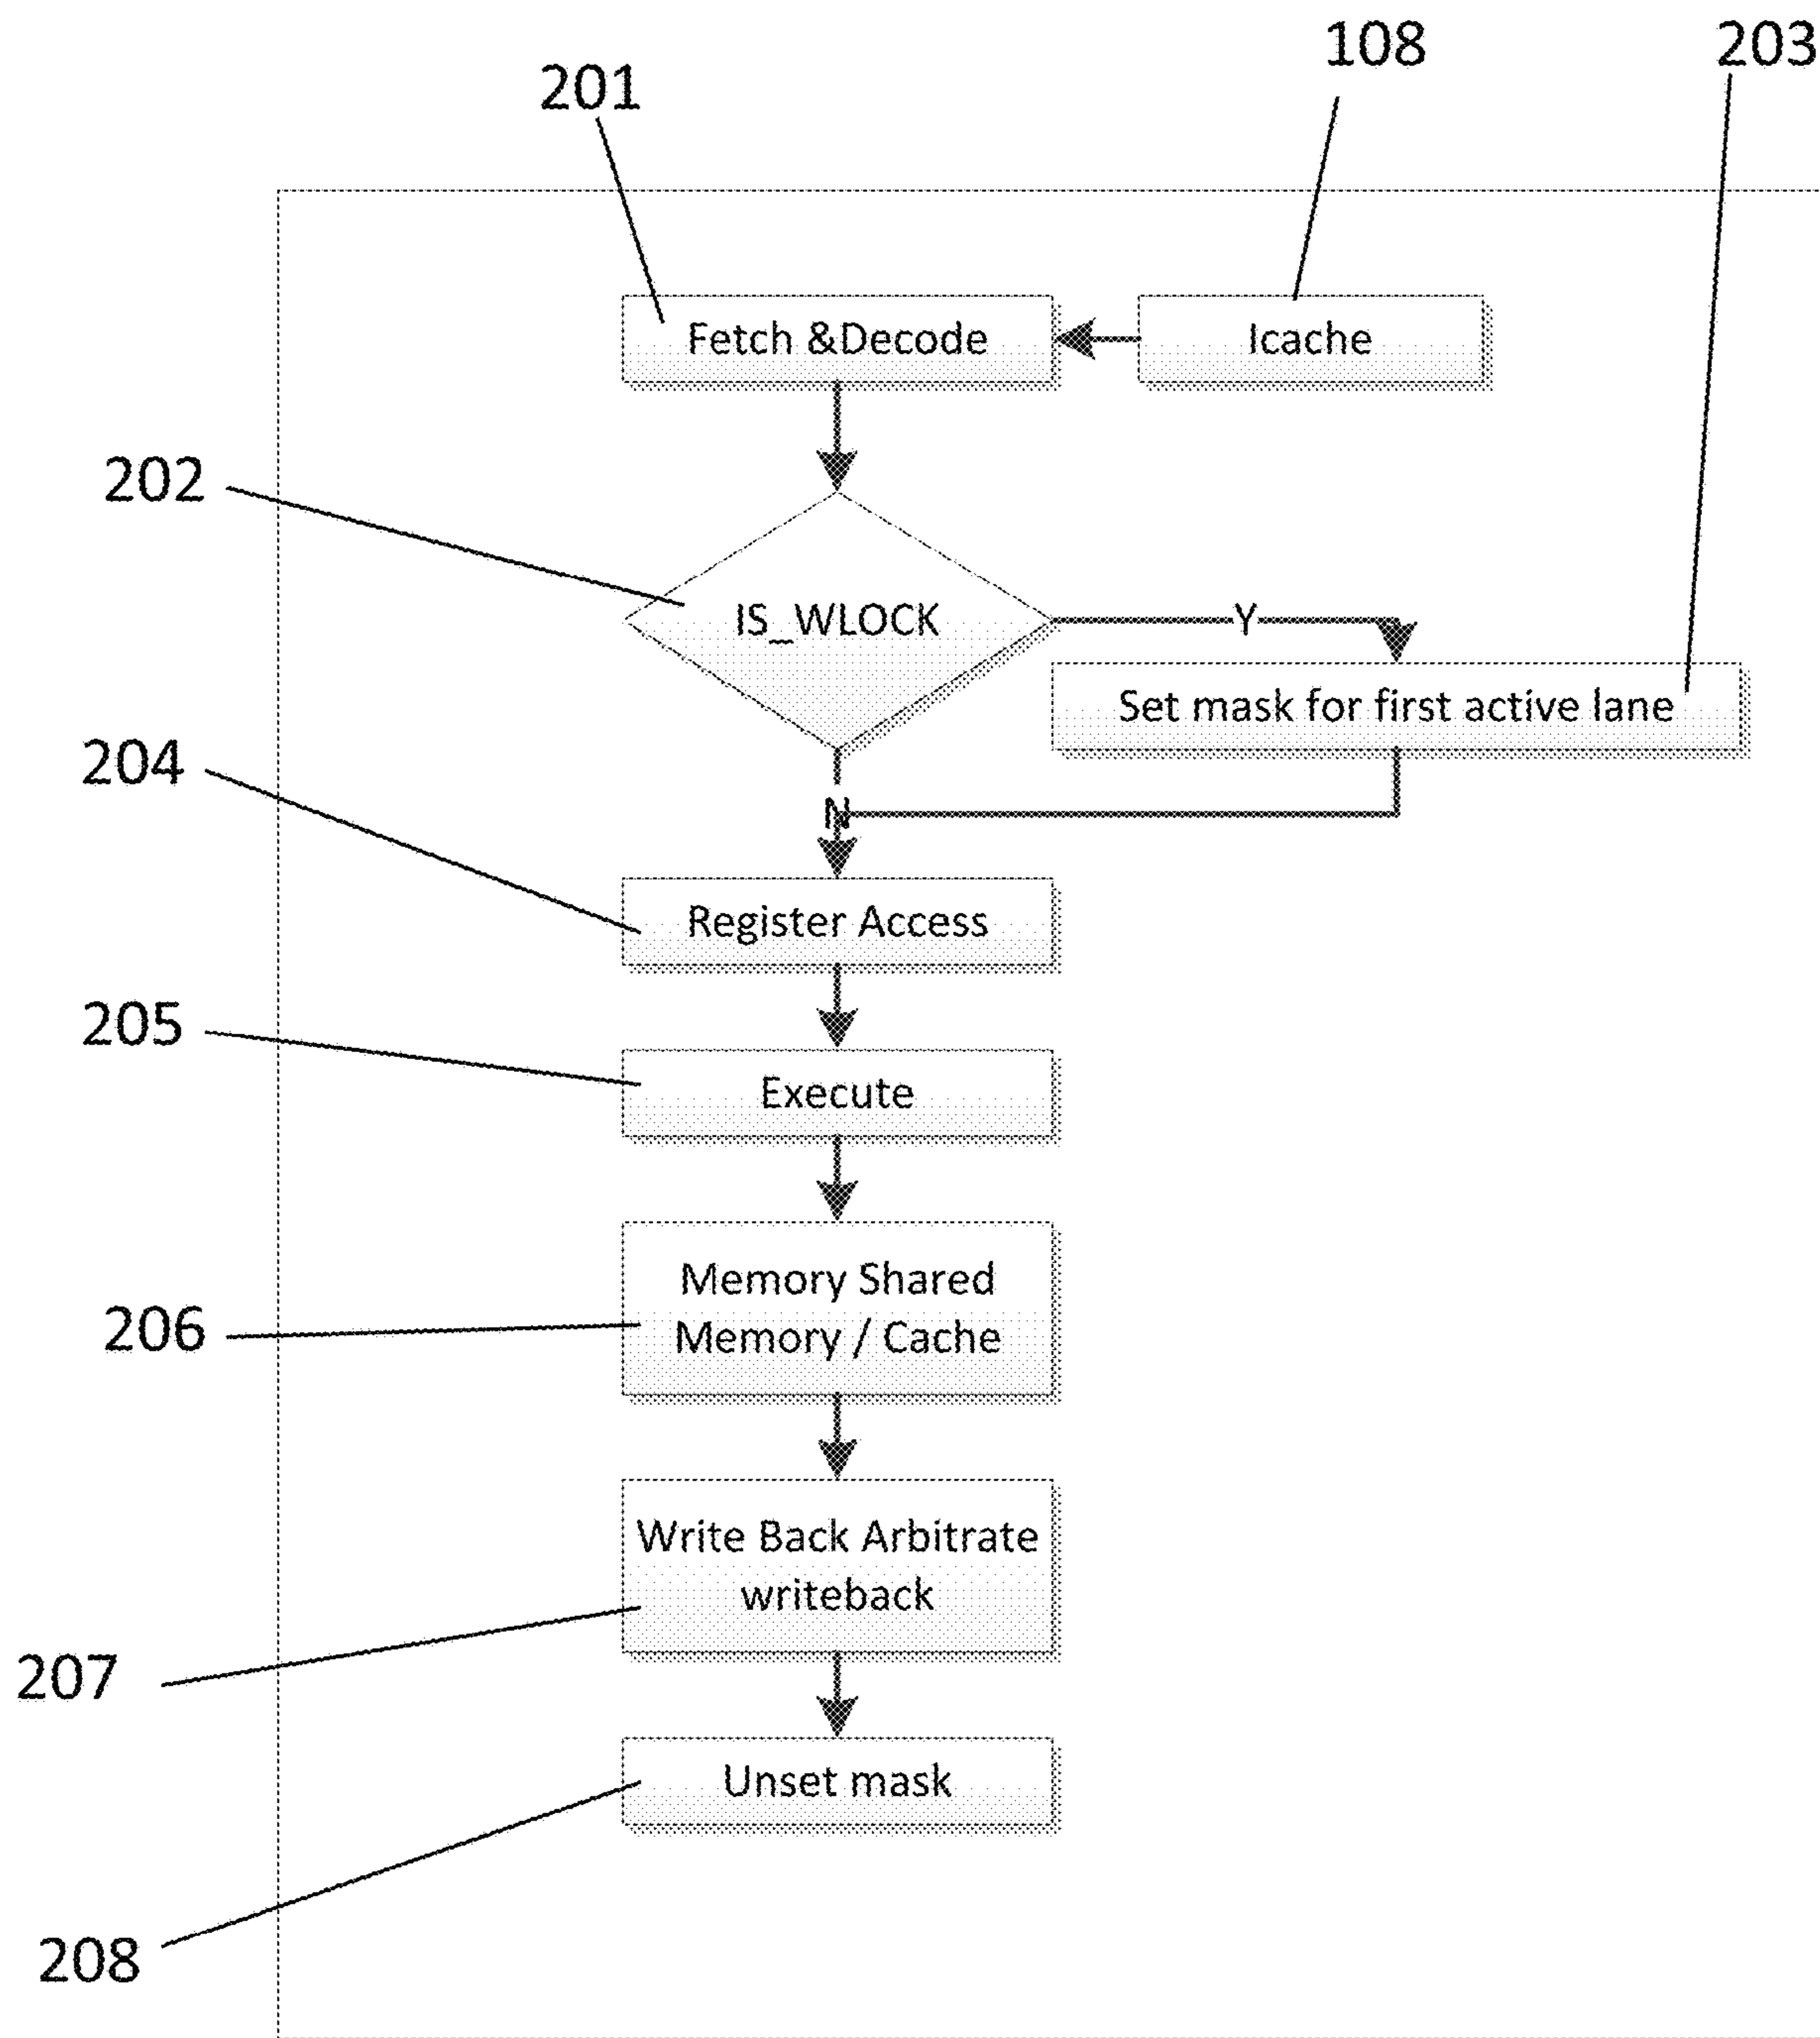 108
203
201
Fetch &Decode
Icache
202
IS_WLOCK
Y
Set mask for first active lane
204
N
Register Access
205
Execute
Memory Shared
Memory / Cache
206
Write Back Arbitrate
writeback
207
Unset mask
208